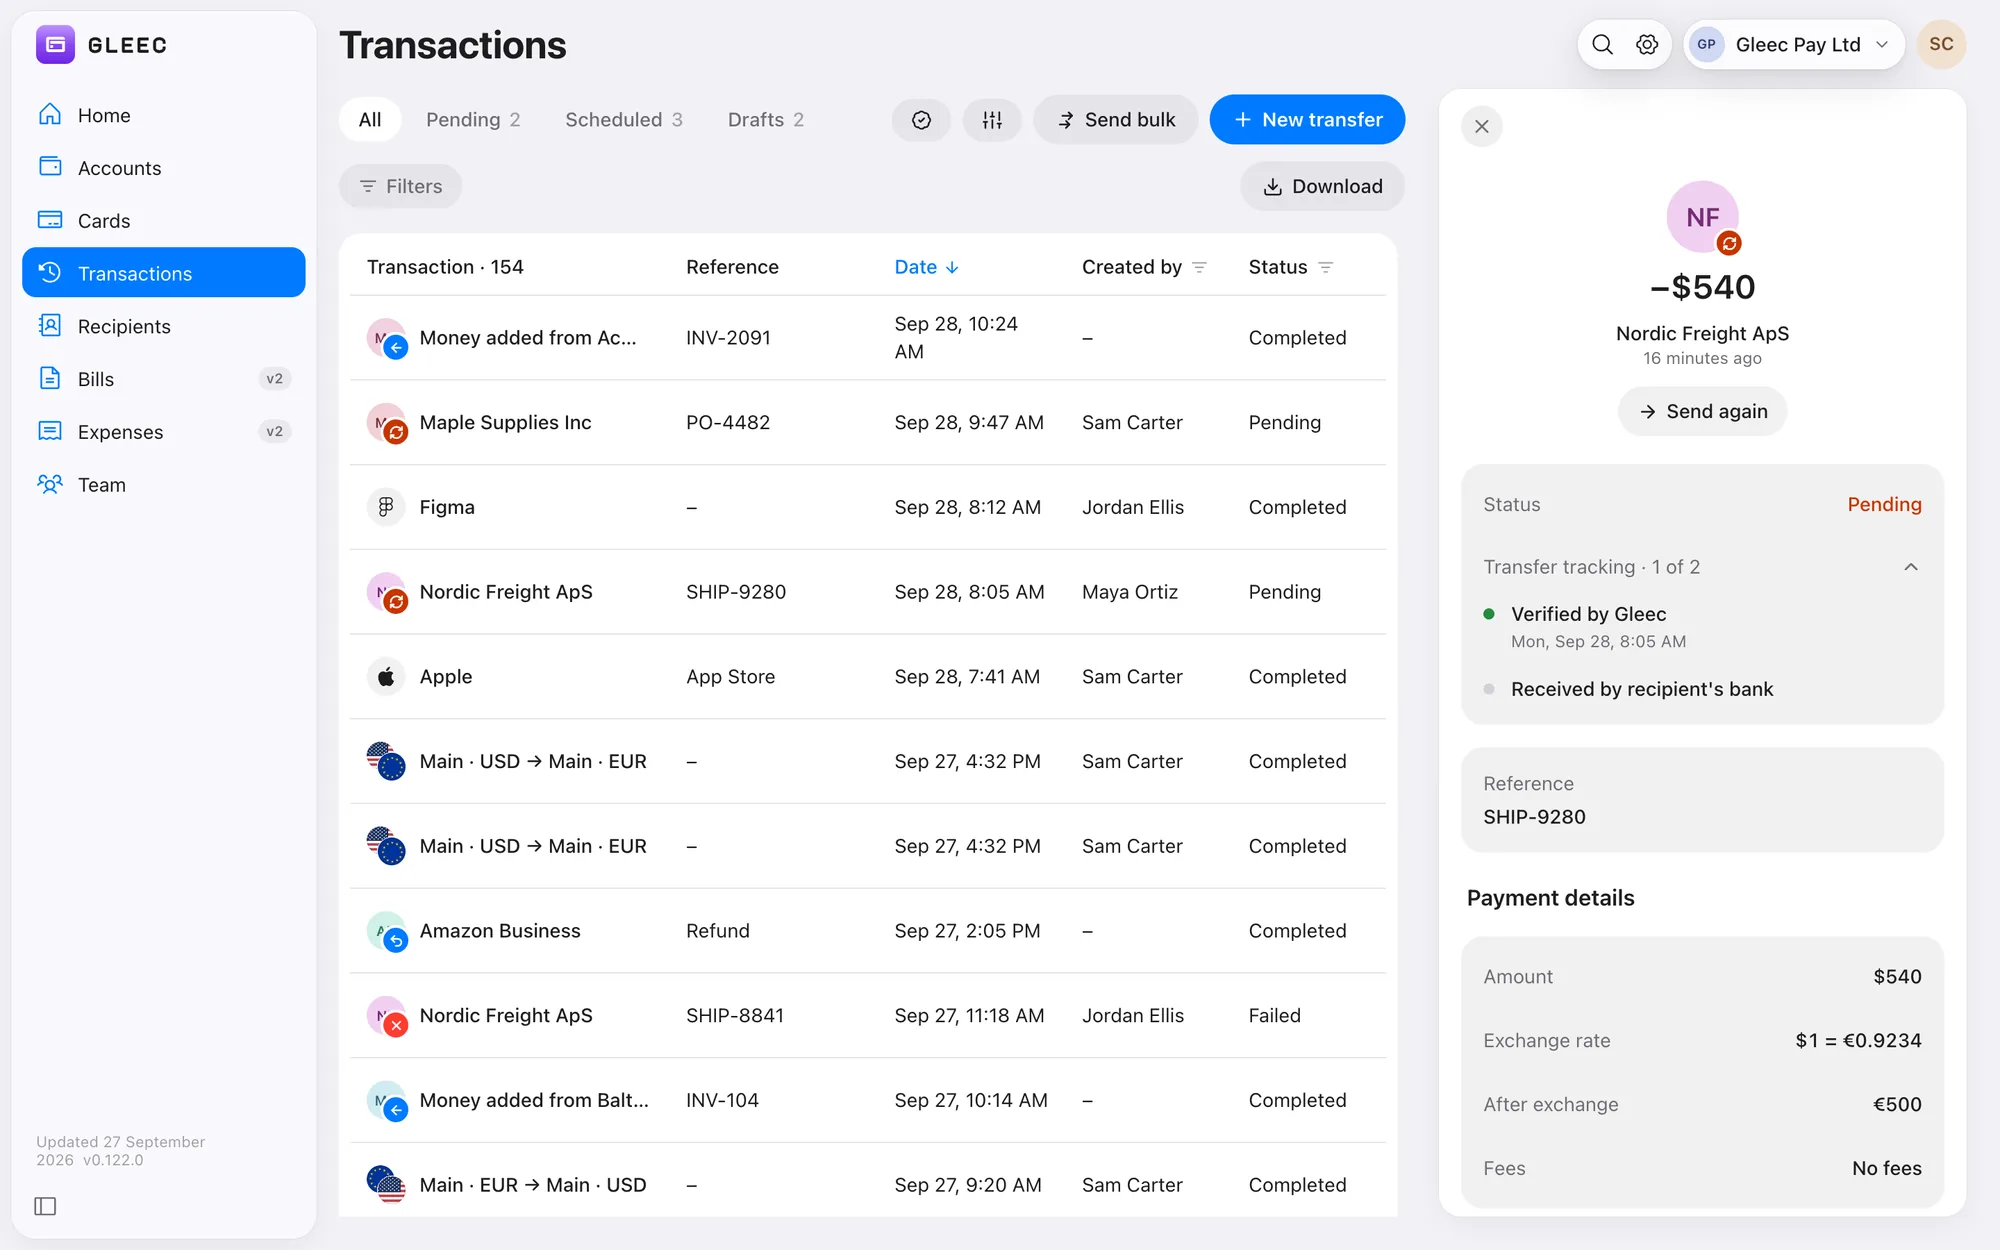 GLEEC
Home
Accounts
Cards
Transactions
Recipients
Bills v2
Expenses v2
Team
Updated 27 September
2026 v0.122.0
Transactions
GP Gleec Pay Ltd SC
All Pending 2 Scheduled 3 Drafts 2 Send bulk + New transfer
Filters Download
Transaction · 154 Reference Date ↓ Created by Status
Money added from Ac... INV-2091 Sep 28, 10:24
AM – Completed
Maple Supplies Inc PO-4482 Sep 28, 9:47 AM Sam Carter Pending
Figma – Sep 28, 8:12 AM Jordan Ellis Completed
Nordic Freight ApS SHIP-9280 Sep 28, 8:05 AM Maya Ortiz Pending
Apple App Store Sep 28, 7:41 AM Sam Carter Completed
Main · USD → Main · EUR – Sep 27, 4:32 PM Sam Carter Completed
Main · USD → Main · EUR – Sep 27, 4:32 PM Sam Carter Completed
Amazon Business Refund Sep 27, 2:05 PM – Completed
Nordic Freight ApS SHIP-8841 Sep 27, 11:18 AM Jordan Ellis Failed
Money added from Balt... INV-104 Sep 27, 10:14 AM – Completed
Main · EUR → Main · USD – Sep 27, 9:20 AM Sam Carter Completed
NF
–$540
Nordic Freight ApS
16 minutes ago
→ Send again
Status Pending
Transfer tracking · 1 of 2
Verified by Gleec
Mon, Sep 28, 8:05 AM
Received by recipient's bank
Reference
SHIP-9280
Payment details
Amount $540
Exchange rate $1 = €0.9234
After exchange €500
Fees No fees